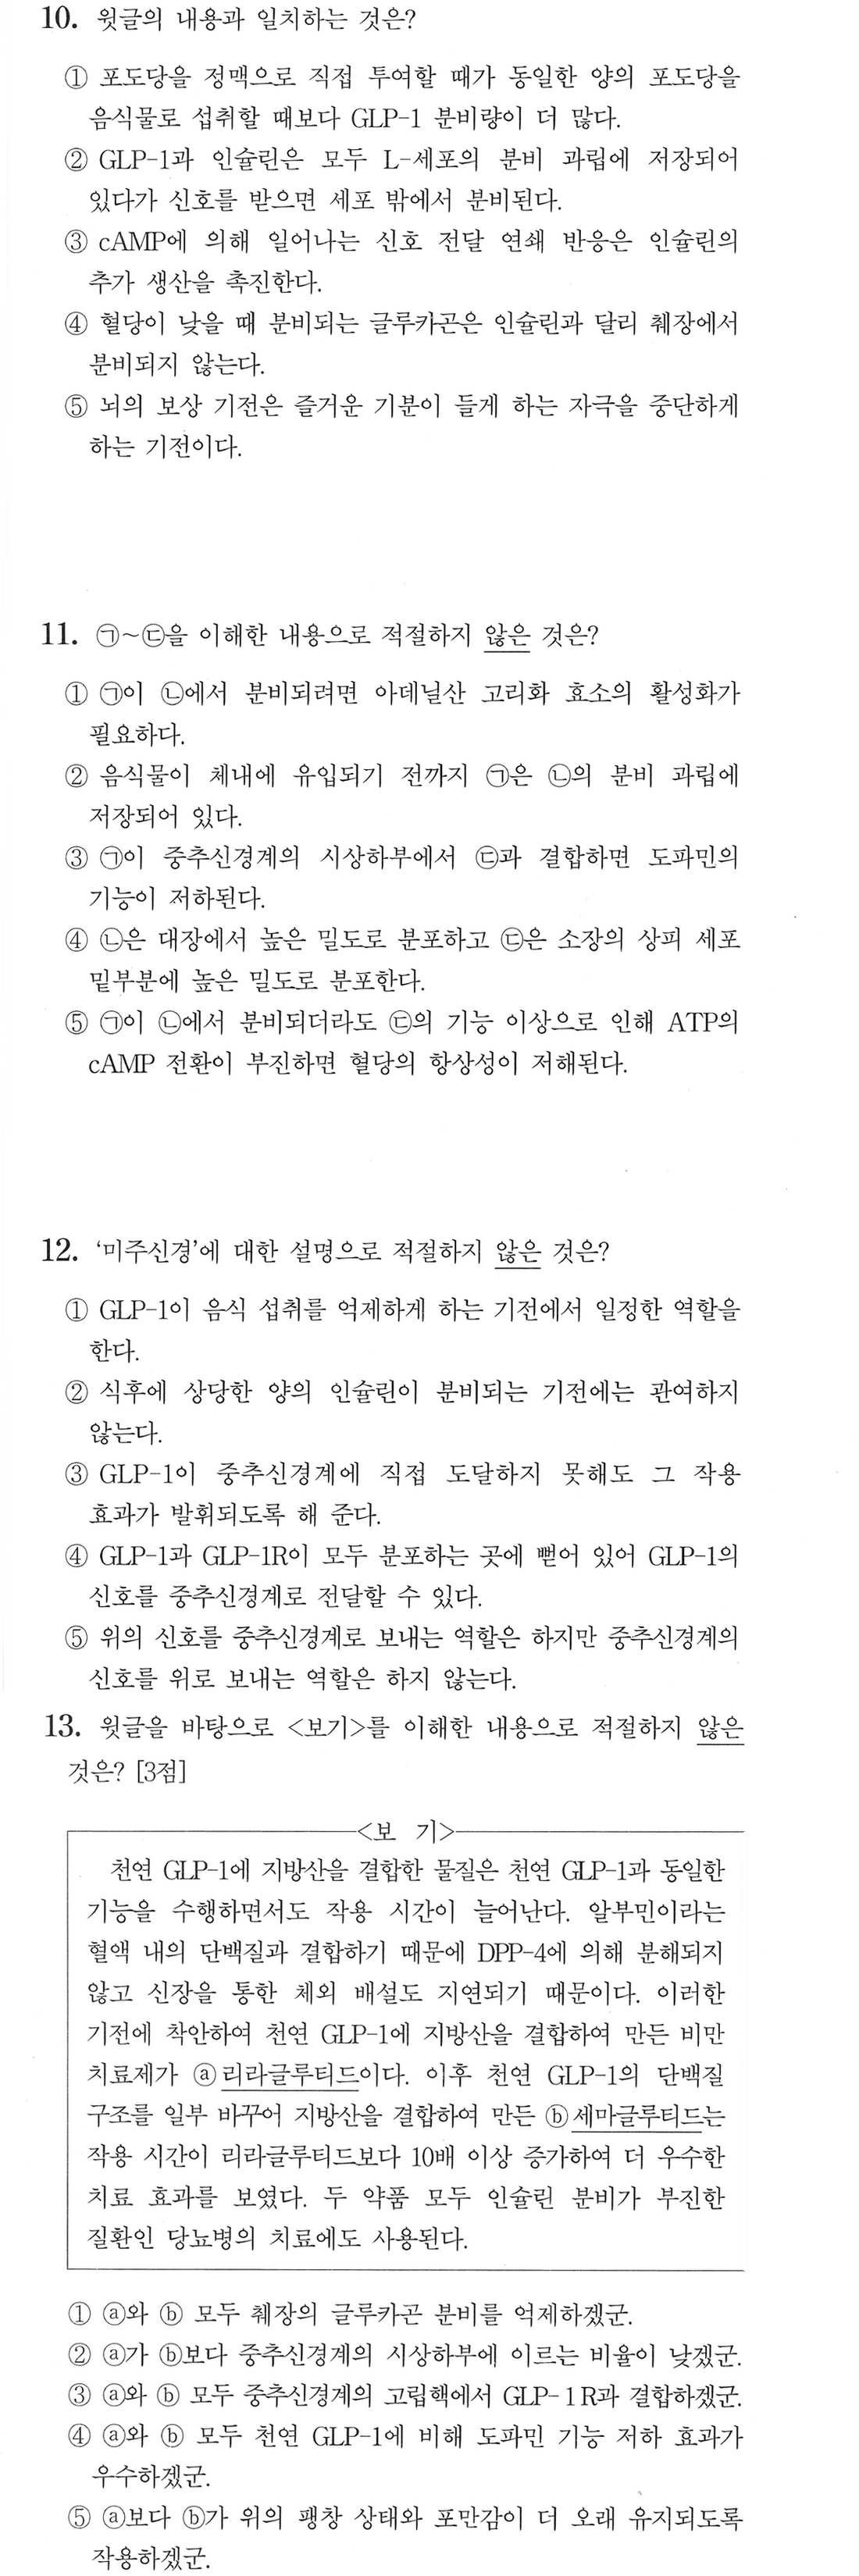 10. 윗글의 내용과 일치하는 것은?
① 포도당을 정맥으로 직접 투여할 때가 동일한 양의 포도당을
음식물로 섭취할 때보다 GLP-1 분비량이 더 많다.
② GLP-1과 인슐린은 모두 L-세포의 분비 과립에 저장되어
있다가 신호를 받으면 세포 밖에서 분비된다.
③ cAMP에 의해 일어나는 신호 전달 연쇄 반응은 인슐린의
추가 생산을 촉진한다.
④ 혈당이 낮을 때 분비되는 글루카곤은 인슐린과 달리 췌장에서
분비되지 않는다.
⑤ 뇌의 보상 기전은 즐거운 기분이 들게 하는 자극을 중단하게
하는 기전이다.
11. ㉠~㉢을 이해한 내용으로 적절하지 않은 것은?
① ㉠이 ㉡에서 분비되려면 아데닐산 고리화 효소의 활성화가
필요하다.
② 음식물이 체내에 유입되기 전까지 ㉠은 ㉡의 분비 과립에
저장되어 있다.
③ ㉠이 중추신경계의 시상하부에서 ㉢과 결합하면 도파민의
기능이 저하된다.
④ ㉡은 대장에서 높은 밀도로 분포하고 ㉢은 소장의 상피 세포
밑부분에 높은 밀도로 분포한다.
⑤ ㉠이 ㉡에서 분비되더라도 ㉢의 기능 이상으로 인해 ATP의
cAMP 전환이 부진하면 혈당의 항상성이 저해된다.
12. ‘미주신경’에 대한 설명으로 적절하지 않은 것은?
① GLP-1이 음식 섭취를 억제하게 하는 기전에서 일정한 역할을
한다.
② 식후에 상당한 양의 인슐린이 분비되는 기전에는 관여하지
않는다.
③ GLP-1이 중추신경계에 직접 도달하지 못해도 그 작용
효과가 발휘되도록 해 준다.
④ GLP-1과 GLP-1R이 모두 분포하는 곳에 뻗어 있어 GLP-1의
신호를 중추신경계로 전달할 수 있다.
⑤ 위의 신호를 중추신경계로 보내는 역할은 하지만 중추신경계의
신호를 위로 보내는 역할은 하지 않는다.
13. 윗글을 바탕으로 <보기>를 이해한 내용으로 적절하지 않은
것은? [3점]
<보 기>
천연 GLP-1에 지방산을 결합한 물질은 천연 GLP-1과 동일한
기능을 수행하면서도 작용 시간이 늘어난다. 알부민이라는
혈액 내의 단백질과 결합하기 때문에 DPP-4에 의해 분해되지
않고 신장을 통한 체외 배설도 지연되기 때문이다. 이러한
기전에 착안하여 천연 GLP-1에 지방산을 결합하여 만든 비만
치료제가 ⓐ리라글루티드이다. 이후 천연 GLP-1의 단백질
구조를 일부 바꾸어 지방산을 결합하여 만든 ⓑ세마글루티드는
작용 시간이 리라글루티드보다 10배 이상 증가하여 더 우수한
치료 효과를 보였다. 두 약품 모두 인슐린 분비가 부진한
질환인 당뇨병의 치료에도 사용된다.
① ⓐ와 ⓑ 모두 췌장의 글루카곤 분비를 억제하겠군.
② ⓐ가 ⓑ보다 중추신경계의 시상하부에 이르는 비율이 낮겠군.
③ ⓐ와 ⓑ 모두 중추신경계의 고립핵에서 GLP-1R과 결합하겠군.
④ ⓐ와 ⓑ 모두 천연 GLP-1에 비해 도파민 기능 저하 효과가
우수하겠군.
⑤ ⓐ보다 ⓑ가 위의 팽창 상태와 포만감이 더 오래 유지되도록
작용하겠군.